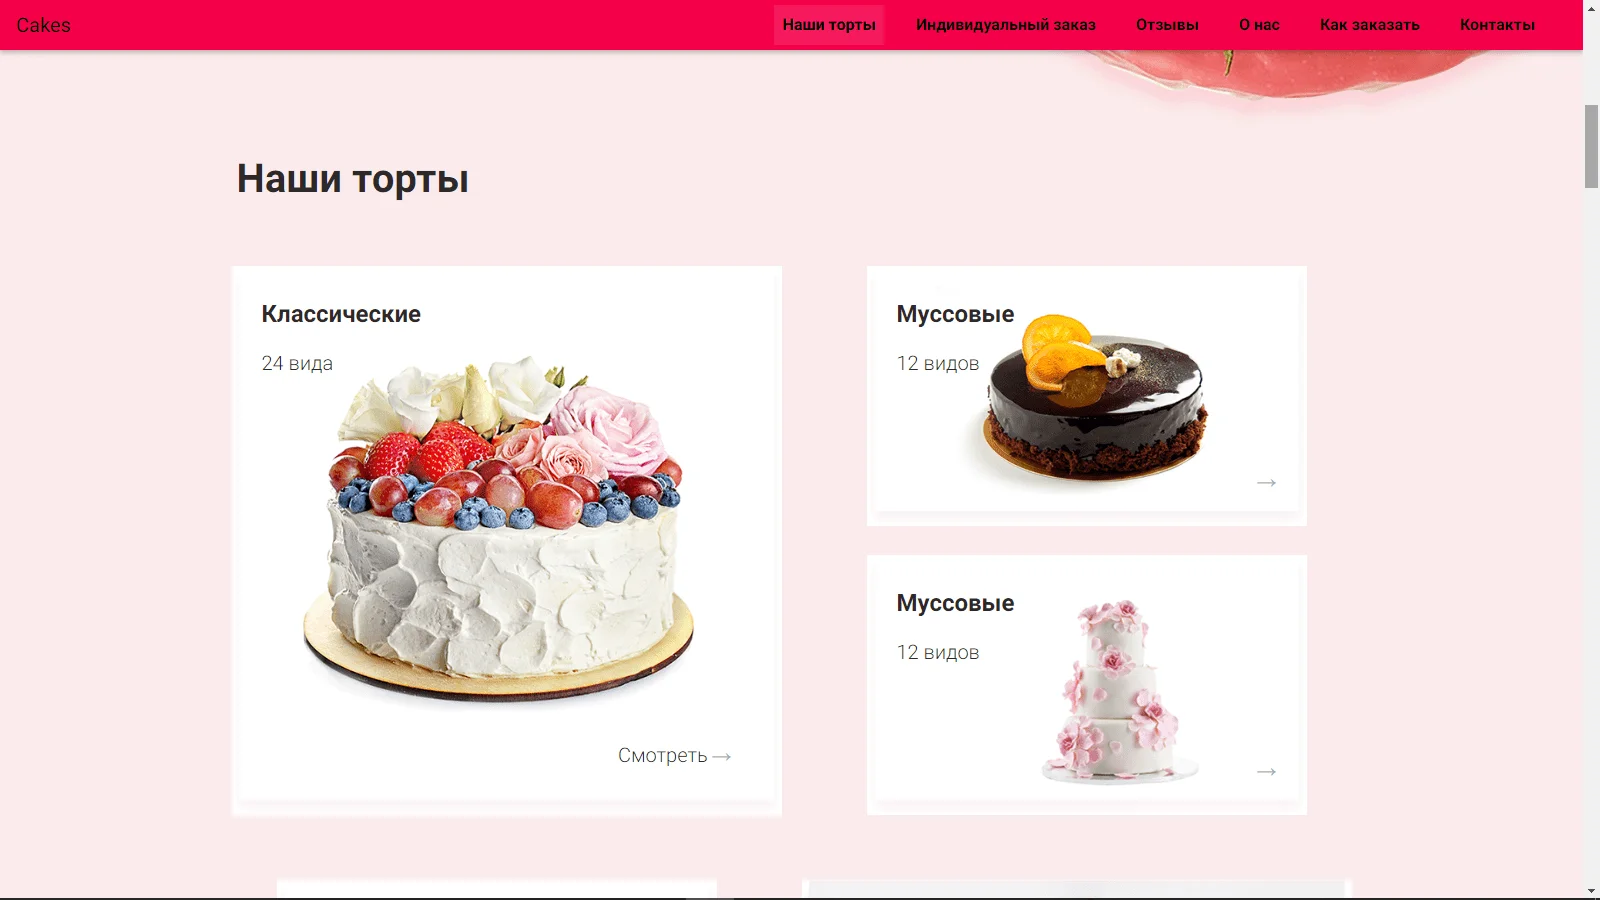 Cakes
Наши торты
Индивидуальный заказ
Отзывы
О нас
Как заказать
Контакты
Наши торты
Классические
24 вида
Смотреть →
Муссовые
12 видов
→
Муссовые
12 видов
→